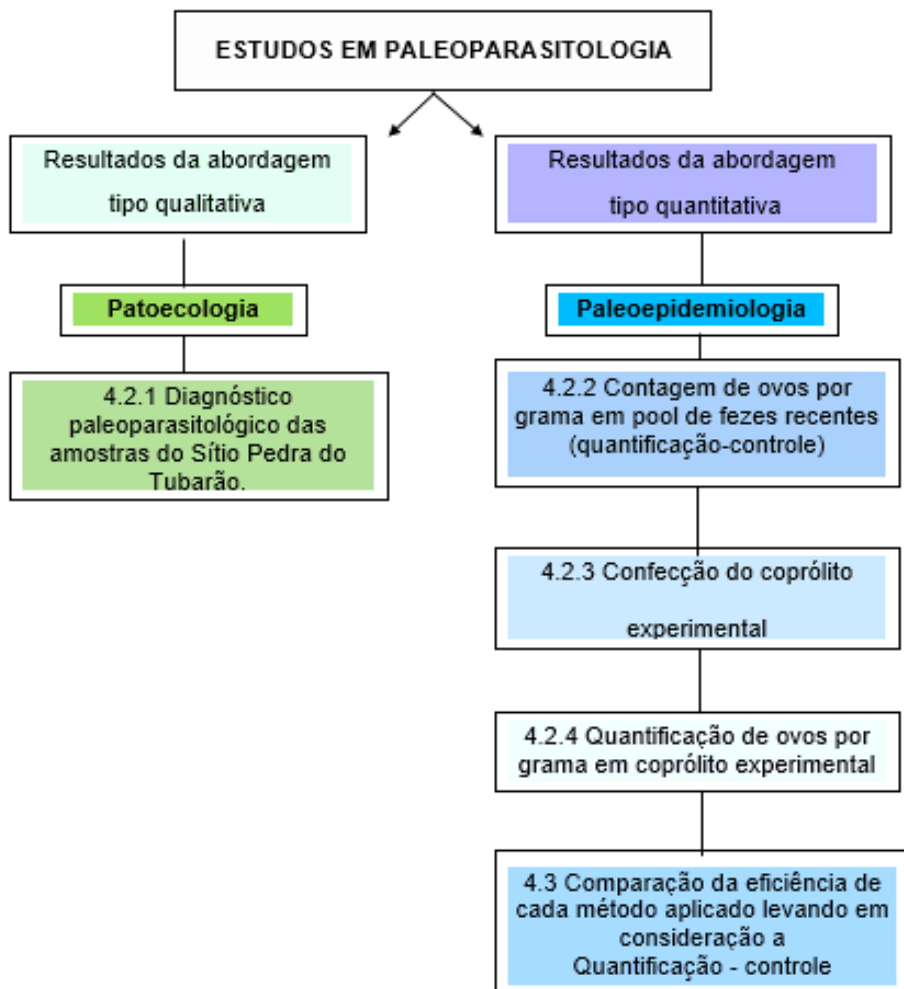 ESTUDOS EM PALEOPARASITOLOGIA
Resultados da abordagem
tipo qualitativa
Patoecologia
4.2.1 Diagnóstico
paleoparasitológico das
amostras do Sítio Pedra do
Tubarão.
Resultados da abordagem
tipo quantitativa
Paleoepidemiologia
4.2.2 Contagem de ovos por
grama em pool de fezes recentes
(quantificação-controle)
4.2.3 Confecção do coprólito
experimental
4.2.4 Quantificação de ovos por
grama em coprólito experimental
4.3 Comparação da eficiência de
cada método aplicado levando em
consideração a
Quantificação - controle